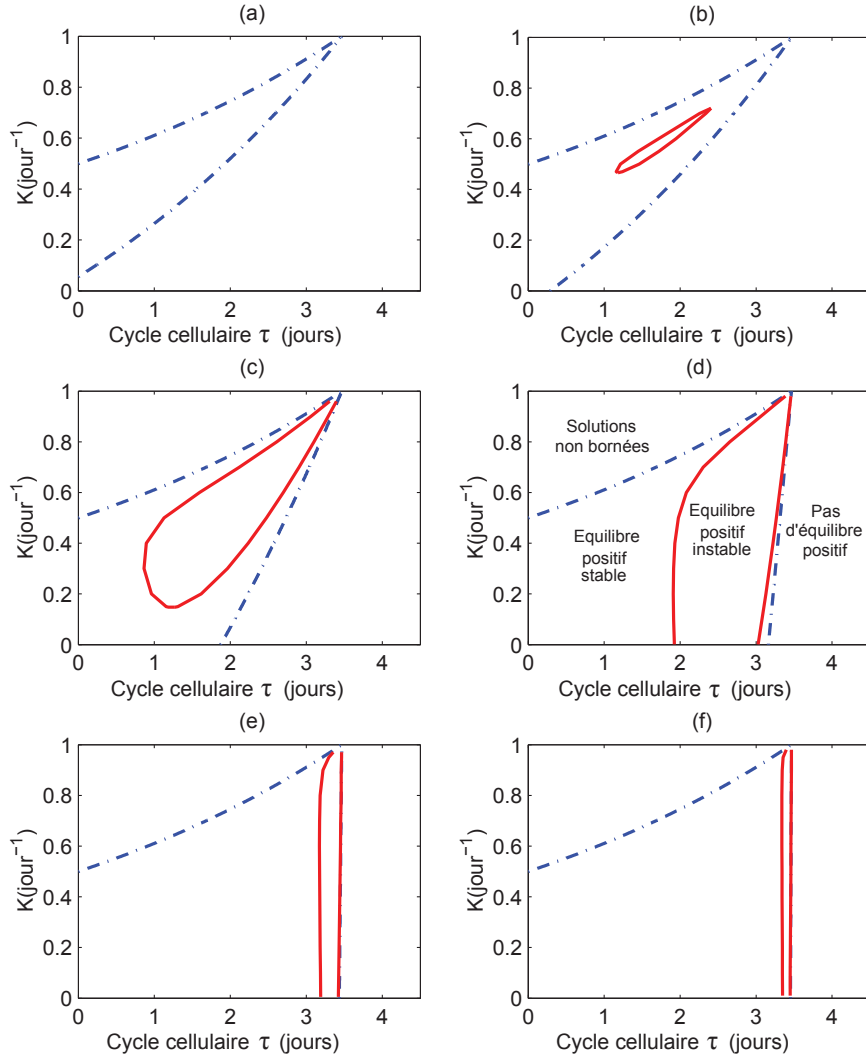 (a)
1
0.8
0.6
0.4
0.2
0
K(jour⁻¹)
0 1 2 3 4
Cycle cellulaire τ (jours)
(b)
1
0.8
0.6
0.4
0.2
0
K(jour⁻¹)
0 1 2 3 4
Cycle cellulaire τ (jours)
(c)
1
0.8
0.6
0.4
0.2
0
K(jour⁻¹)
0 1 2 3 4
Cycle cellulaire τ (jours)
(d)
1
0.8
0.6
0.4
0.2
0
K(jour⁻¹)
Solutions
non bornées
Equilibre
positif
stable
Equilibre
positif
instable
Pas
d'équilibre
positif
0 1 2 3 4
Cycle cellulaire τ (jours)
(e)
1
0.8
0.6
0.4
0.2
0
K(jour⁻¹)
0 1 2 3 4
Cycle cellulaire τ (jours)
(f)
1
0.8
0.6
0.4
0.2
0
K(jour⁻¹)
0 1 2 3 4
Cycle cellulaire τ (jours)